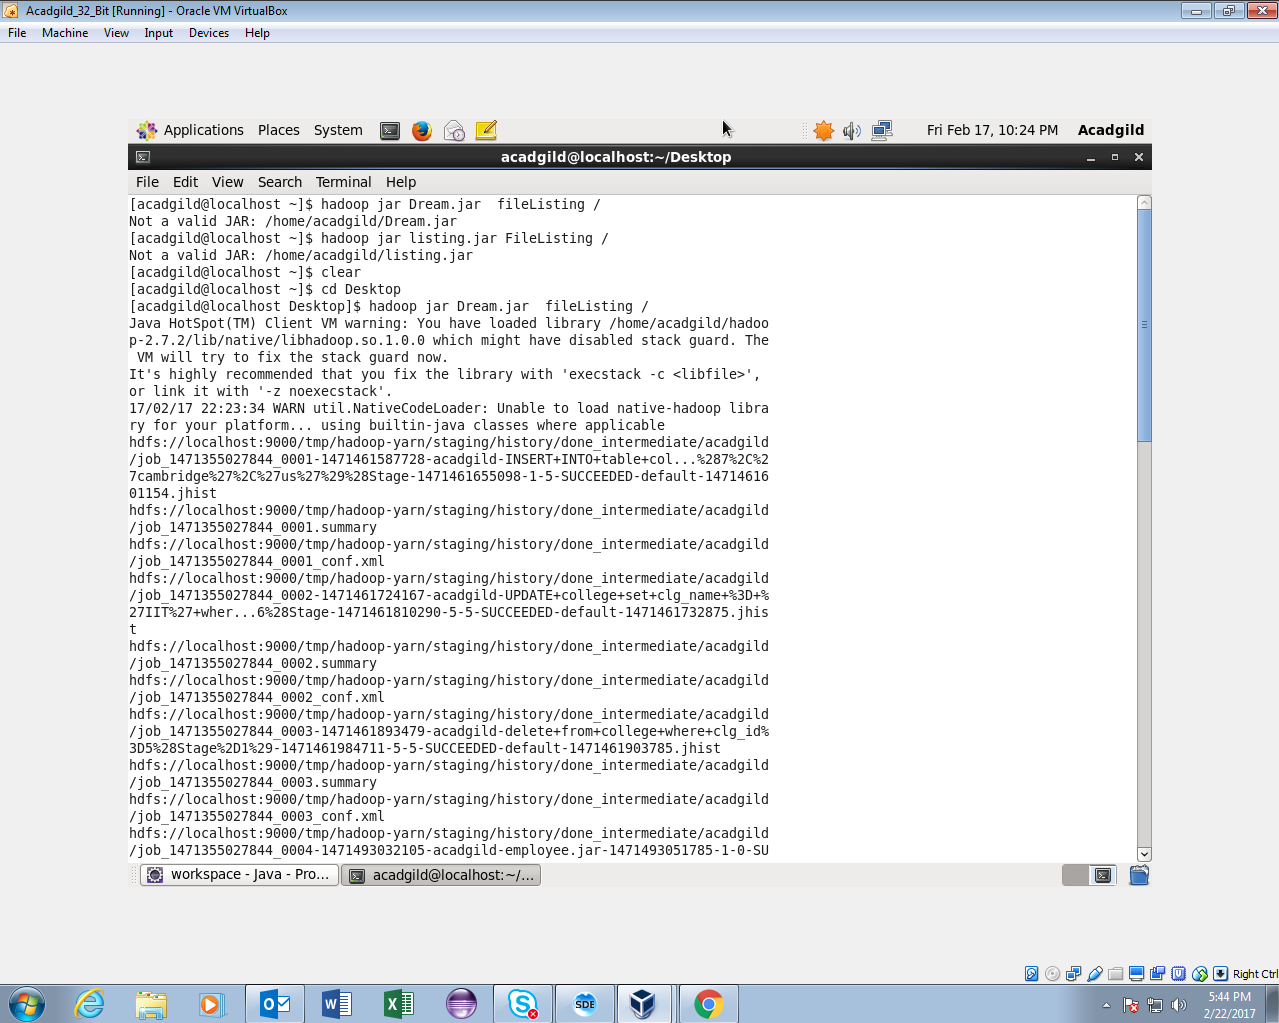 Acadgild_32_Bit [Running] - Oracle VM VirtualBox
File Machine View Input Devices Help
Applications Places System Fri Feb 17, 10:24 PM Acadgild
acadgild@localhost:~/Desktop
File Edit View Search Terminal Help
[acadgild@localhost ~]$ hadoop jar Dream.jar  fileListing /
Not a valid JAR: /home/acadgild/Dream.jar
[acadgild@localhost ~]$ hadoop jar listing.jar FileListing /
Not a valid JAR: /home/acadgild/listing.jar
[acadgild@localhost ~]$ clear
[acadgild@localhost ~]$ cd Desktop
[acadgild@localhost Desktop]$ hadoop jar Dream.jar  fileListing /
Java HotSpot(TM) Client VM warning: You have loaded library /home/acadgild/hadoo
p-2.7.2/lib/native/libhadoop.so.1.0.0 which might have disabled stack guard. The
 VM will try to fix the stack guard now.
It's highly recommended that you fix the library with 'execstack -c <libfile>',
or link it with '-z noexecstack'.
17/02/17 22:23:34 WARN util.NativeCodeLoader: Unable to load native-hadoop libra
ry for your platform... using builtin-java classes where applicable
hdfs://localhost:9000/tmp/hadoop-yarn/staging/history/done_intermediate/acadgild
/job_1471355027844_0001-1471461587728-acadgild-INSERT+INTO+table+col...%287%2C%2
7cambridge%27%2C%27us%27%29%28Stage-1471461655098-1-5-SUCCEEDED-default-14714616
01154.jhist
hdfs://localhost:9000/tmp/hadoop-yarn/staging/history/done_intermediate/acadgild
/job_1471355027844_0001.summary
hdfs://localhost:9000/tmp/hadoop-yarn/staging/history/done_intermediate/acadgild
/job_1471355027844_0001_conf.xml
hdfs://localhost:9000/tmp/hadoop-yarn/staging/history/done_intermediate/acadgild
/job_1471355027844_0002-1471461724167-acadgild-UPDATE+college+set+clg_name+%3D+%
27IIT%27+wher...6%28Stage-1471461810290-5-5-SUCCEEDED-default-1471461732875.jhis
t
hdfs://localhost:9000/tmp/hadoop-yarn/staging/history/done_intermediate/acadgild
/job_1471355027844_0002.summary
hdfs://localhost:9000/tmp/hadoop-yarn/staging/history/done_intermediate/acadgild
/job_1471355027844_0002_conf.xml
hdfs://localhost:9000/tmp/hadoop-yarn/staging/history/done_intermediate/acadgild
/job_1471355027844_0003-1471461893479-acadgild-delete+from+college+where+clg_id%
3D5%28Stage%2D1%29-1471461984711-5-5-SUCCEEDED-default-1471461903785.jhist
hdfs://localhost:9000/tmp/hadoop-yarn/staging/history/done_intermediate/acadgild
/job_1471355027844_0003.summary
hdfs://localhost:9000/tmp/hadoop-yarn/staging/history/done_intermediate/acadgild
/job_1471355027844_0003_conf.xml
hdfs://localhost:9000/tmp/hadoop-yarn/staging/history/done_intermediate/acadgild
/job_1471355027844_0004-1471493032105-acadgild-employee.jar-1471493051785-1-0-SU
workspace - Java - Pro... acadgild@localhost:~/...
Right Ctrl
SDE
5:44 PM
2/22/2017